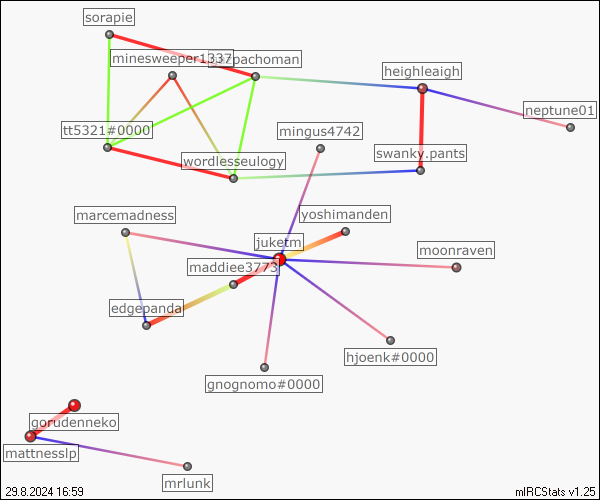 sorapie
minesweeper1337
pachoman
heighleaigh
neptune01
tt5321#0000
mingus4742
wordlesseulogy
swanky.pants
marcemadness
yoshimanden
juketm
moonraven
maddiee3773
edgepanda
hjoenk#0000
gnognomo#0000
gorudenneko
mattnesslp
mrlunk
29.8.2024 16:59
mIRCStats v1.25